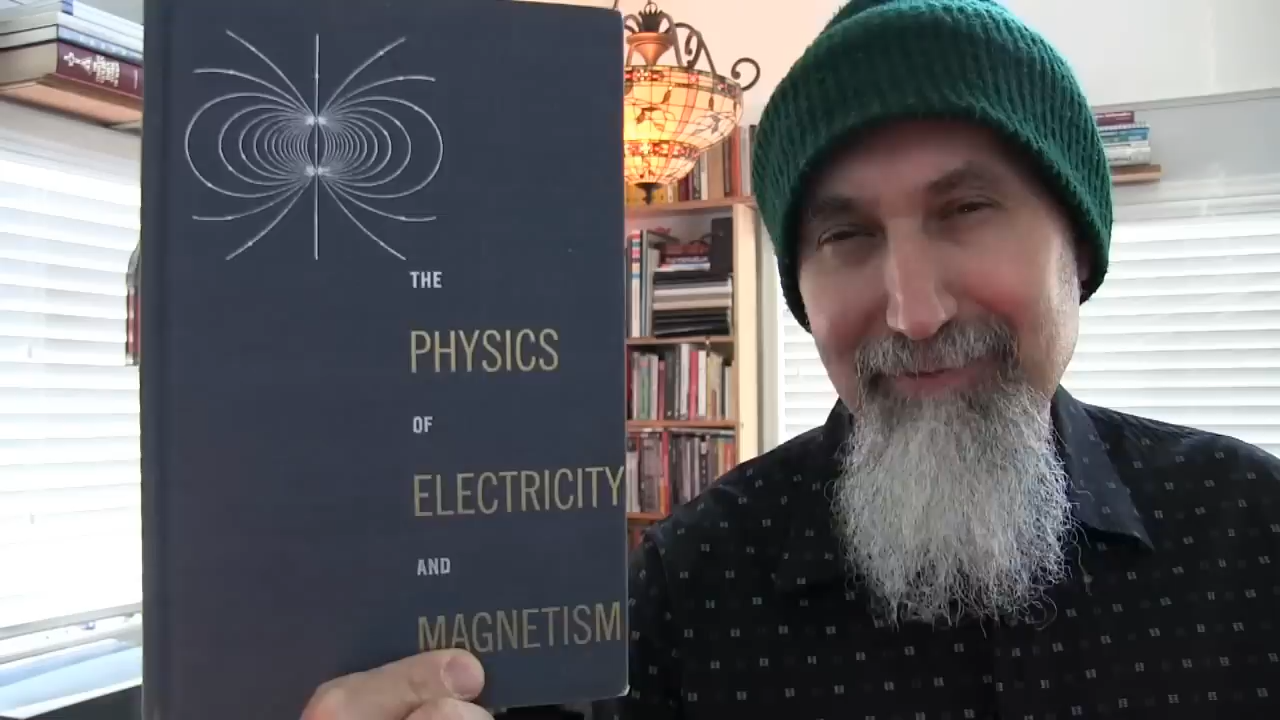 THE
PHYSICS
OF
ELECTRICITY
AND
MAGNETISM